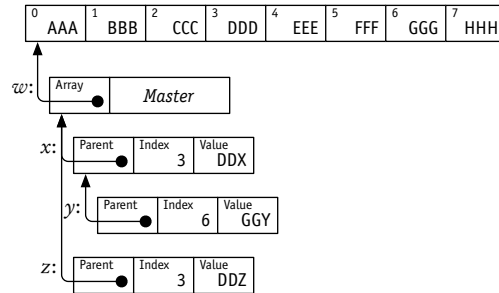 0 1 2 3 4 5 6 7
AAA BBB CCC DDD EEE FFF GGG HHH
w: Array Master
x: Parent Index 3 Value DDX
y: Parent Index 6 Value GGY
z: Parent Index 3 Value DDZ